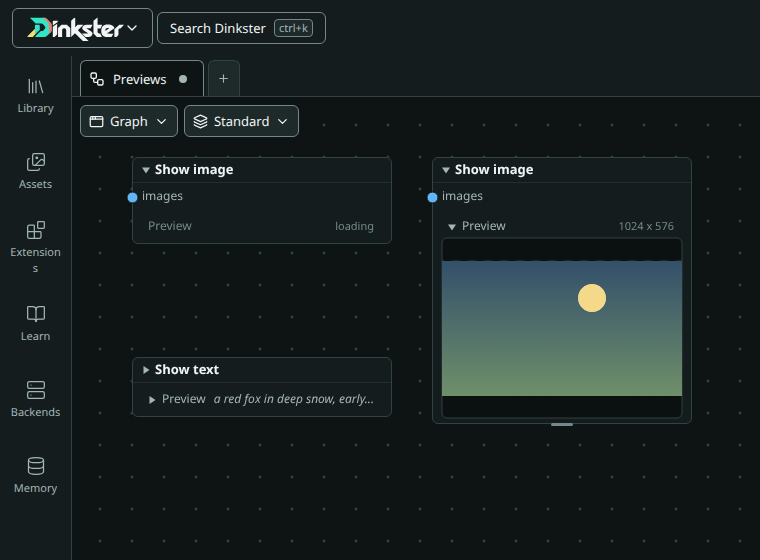 Dinkster
Search Dinkster ctrl+k
Library
Assets
Extension
s
Learn
Backends
Memory
Previews
+
Graph
Standard
Show image
images
Preview loading
Show image
images
Preview 1024 x 576
Show text
Preview a red fox in deep snow, early...